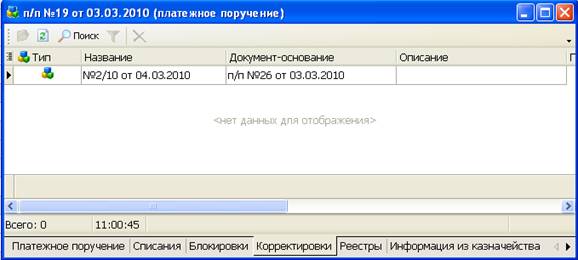 п/п №19 от 03.03.2010 (платежное поручение)
Поиск
Тип Название Документ-основание Описание П
№2/10 от 04.03.2010 п/п №26 от 03.03.2010
<нет данных для отображения>
Всего: 0 11:00:45
Платежное поручение Списания Блокировки Корректировки Реестры Информация из казначейства